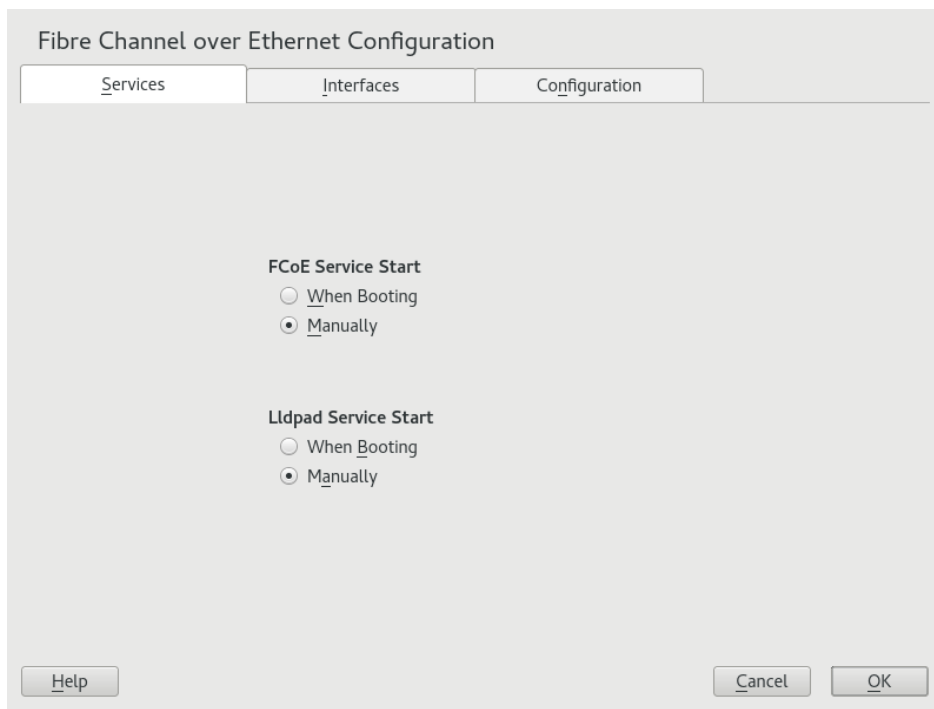 Fibre Channel over Ethernet Configuration
Services Interfaces Configuration
FCoE Service Start
When Booting
Manually
Lldpad Service Start
When Booting
Manually
Help Cancel OK